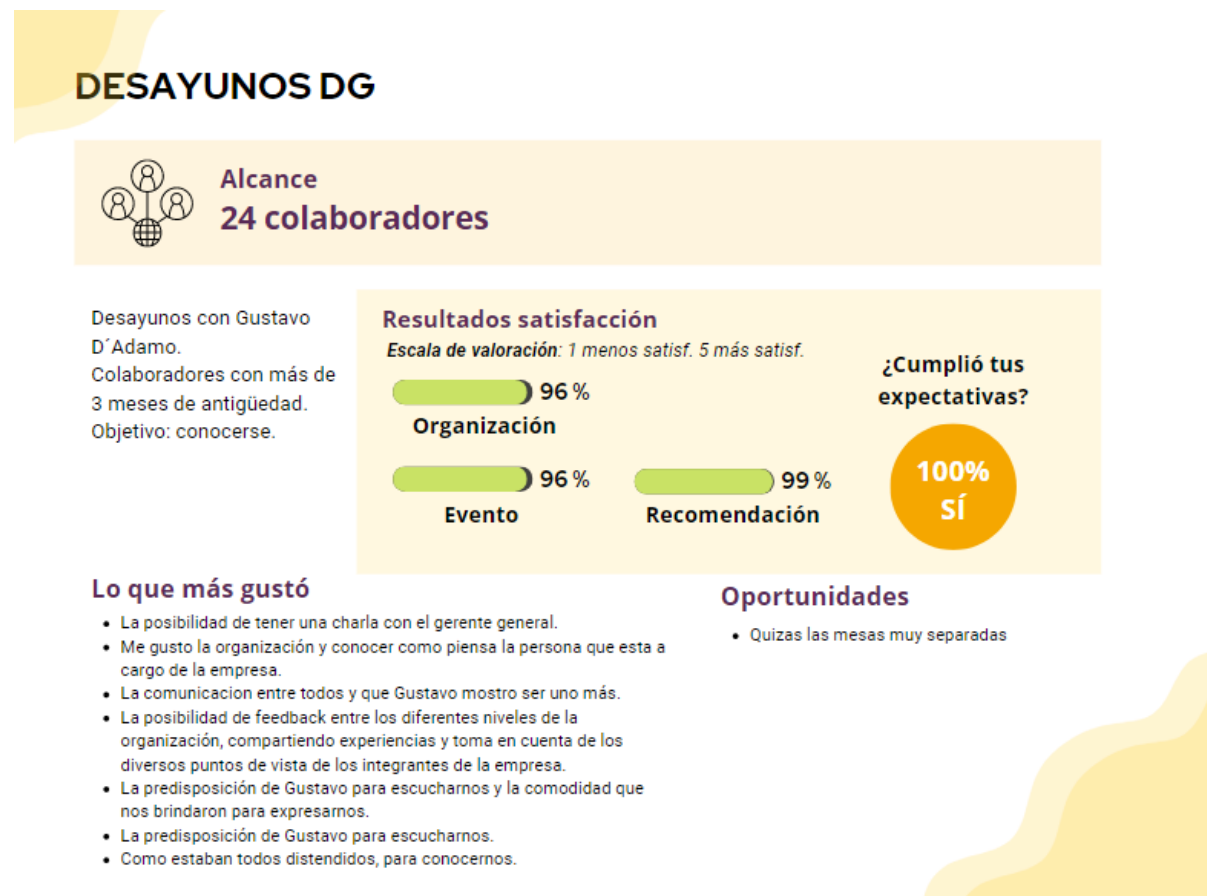 DESAYUNOS DG
Alcance
24 colaboradores
Desayunos con Gustavo
D´Adamo.
Colaboradores con más de
3 meses de antigüedad.
Objetivo: conocerse.
Resultados satisfacción
Escala de valoración: 1 menos satisf. 5 más satisf.
96 %
Organización
96 %
Evento
99 %
Recomendación
¿Cumplió tus
expectativas?
100%
SÍ
Lo que más gustó
• La posibilidad de tener una charla con el gerente general.
• Me gusto la organización y conocer como piensa la persona que esta a
cargo de la empresa.
• La comunicacion entre todos y que Gustavo mostro ser uno más.
• La posibilidad de feedback entre los diferentes niveles de la
organización, compartiendo experiencias y toma en cuenta de los
diversos puntos de vista de los integrantes de la empresa.
• La predisposición de Gustavo para escucharnos y la comodidad que
nos brindaron para expresarnos.
• La predisposición de Gustavo para escucharnos.
• Como estaban todos distendidos, para conocernos.
Oportunidades
• Quizas las mesas muy separadas